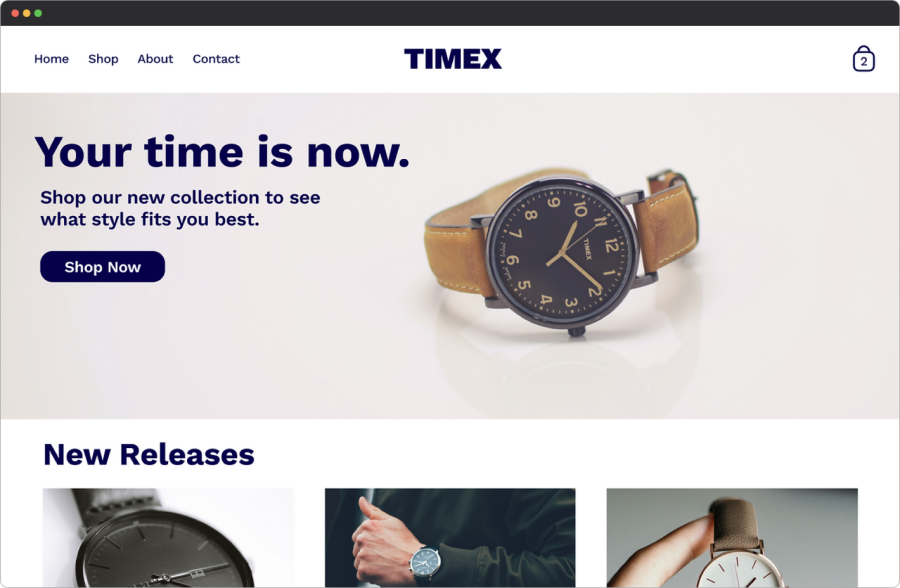 Home Shop About Contact
TIMEX
2
Your time is now.
Shop our new collection to see
what style fits you best.
Shop Now
12
1
2
3
4
5
6
7
8
9
10
11
TIMEX
New Releases